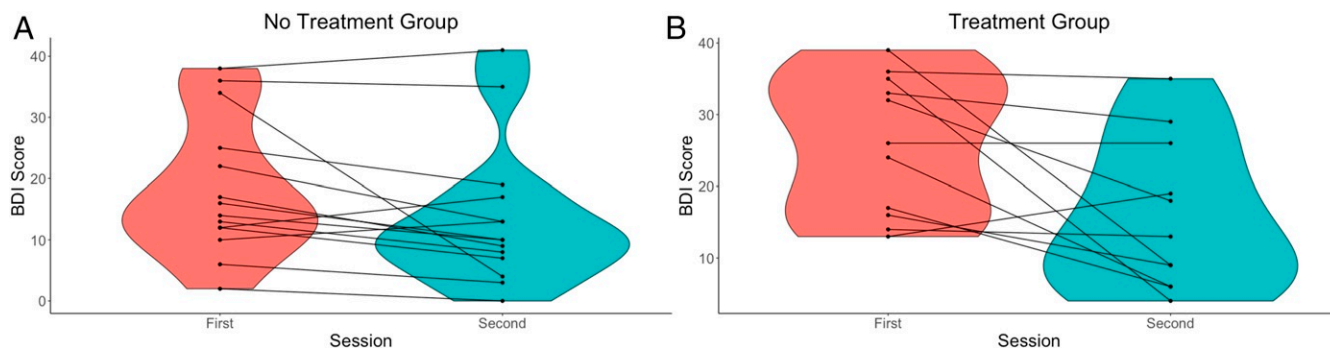 A
No Treatment Group
BDI Score
40
30
20
10
0
First
Second
Session
B
Treatment Group
BDI Score
40
30
20
10
First
Second
Session